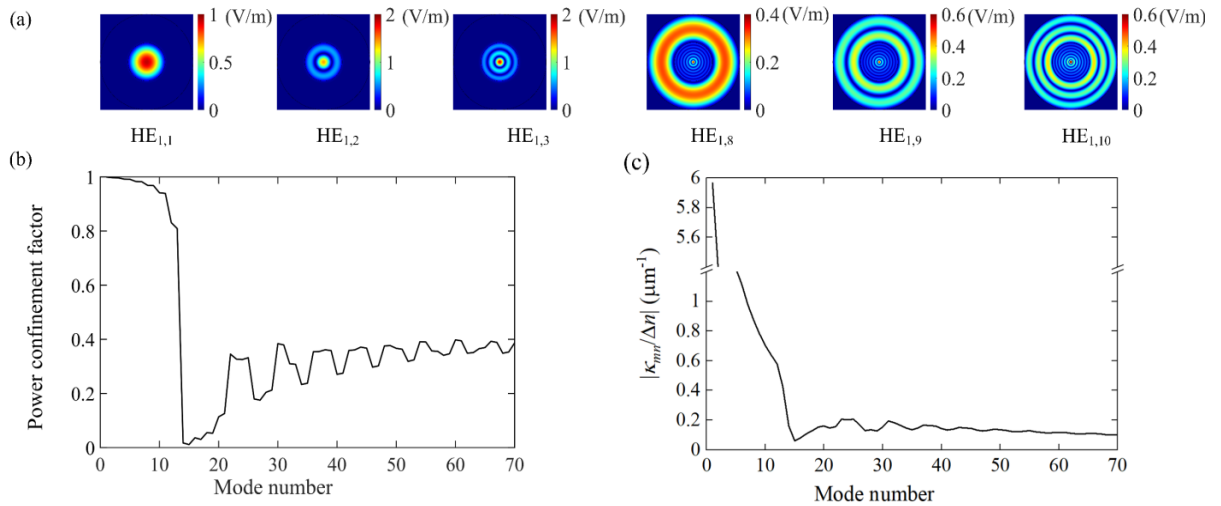 (a)
(V/m) (V/m) (V/m) (V/m) (V/m) (V/m)
1 2 2 0.4 0.6 0.6
0.5 1 1 0.2 0.4 0.4
0.2 0.2
0 0 0 0 0 0
HE1,1 HE1,2 HE1,3 HE1,8 HE1,9 HE1,10
(b)
Power confinement factor
1
0.8
0.6
0.4
0.2
0
0 10 20 30 40 50 60 70
Mode number
(c)
|κmn/Δn| (μm⁻¹)
6
5.8
5.6
1
0.8
0.6
0.4
0.2
0
0 10 20 30 40 50 60 70
Mode number